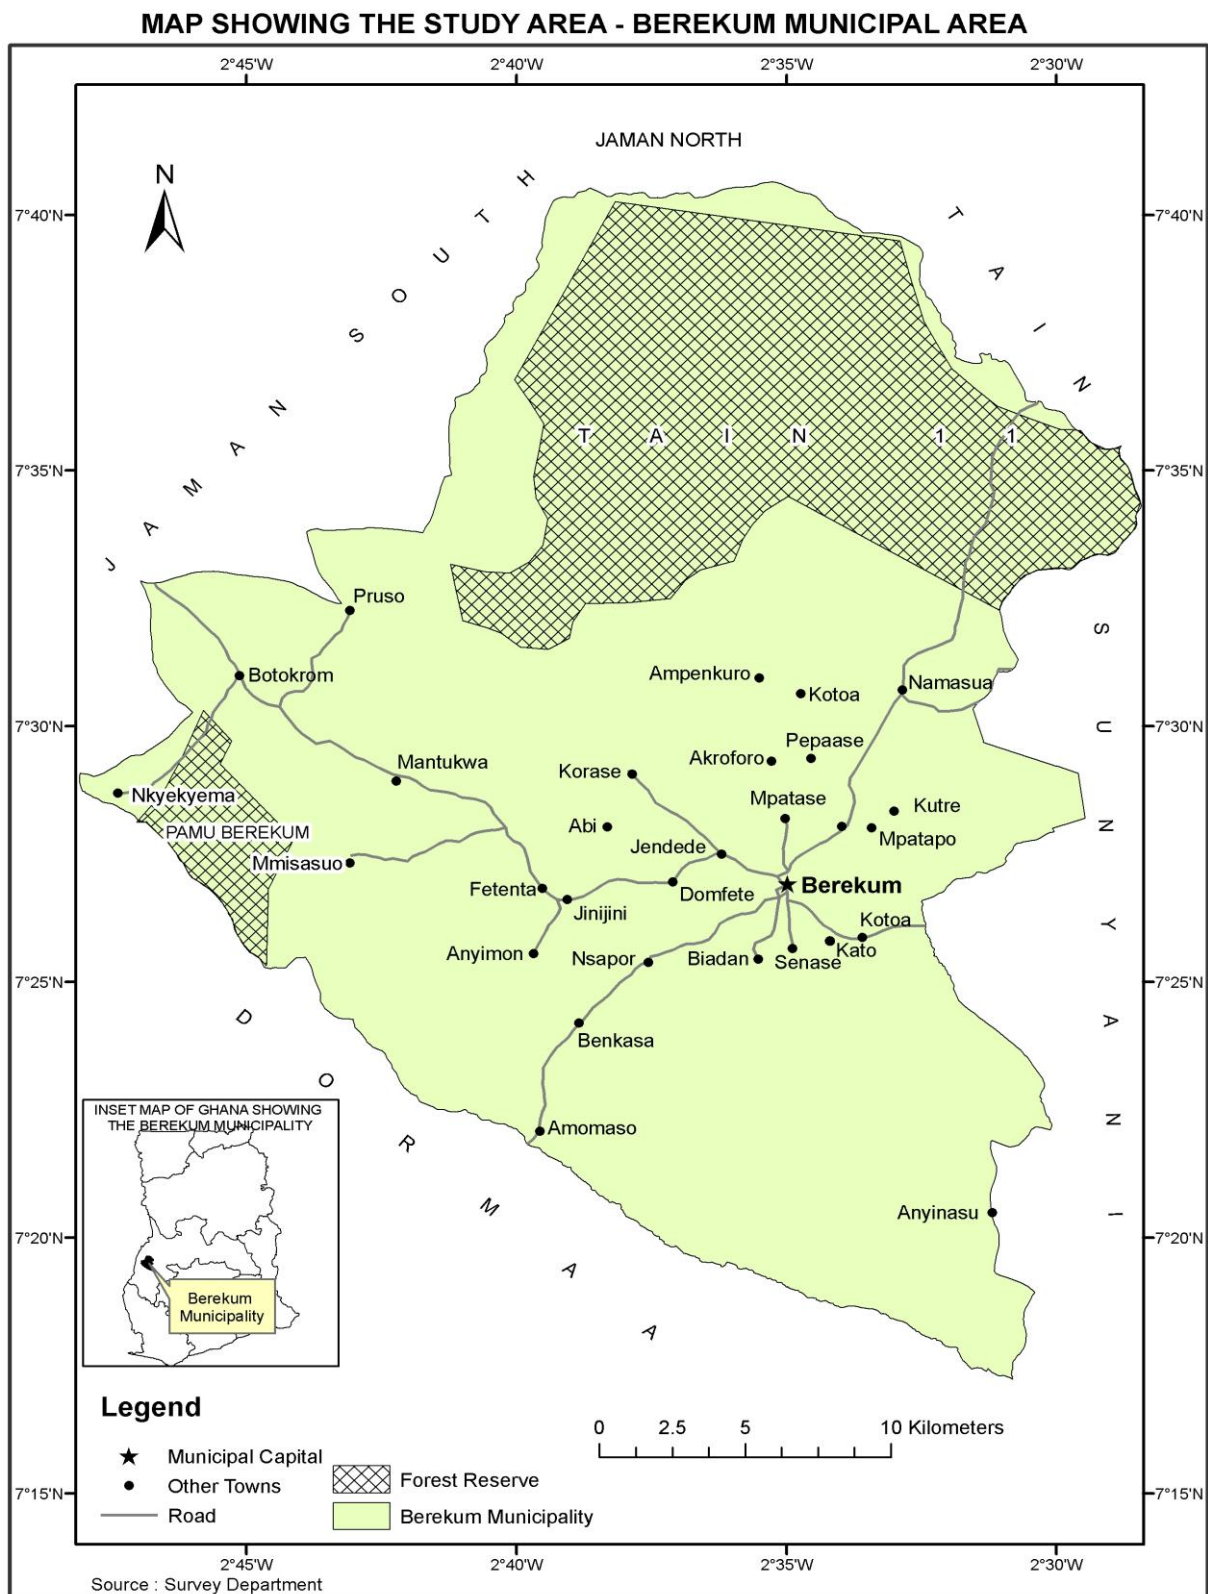 MAP SHOWING THE STUDY AREA - BEREKUM MUNICIPAL AREA
2°45'W 2°40'W 2°35'W 2°30'W
JAMAN NORTH
N
JAMAN SOUTH
TAIN
7°40'N 7°40'N
TAIN 11
7°35'N 7°35'N
Pruso
Botokrom
Ampenkuro
Kotoa
Namasua
SUNYANI
7°30'N 7°30'N
Pepaase
Akroforo
Mantukwa
Korase
Nkyekyema
Mpatase
Kutre
PAMU BEREKUM
Abi
Mpatapo
Jendede
Mmisasuo
Fetenta
Domfete
Berekum
Jinijini
Kotoa
Anyimon
Nsapor
Biadan
Senase
Kato
7°25'N 7°25'N
DORMAA
Benkasa
Amomaso
Anyinasu
7°20'N 7°20'N
INSET MAP OF GHANA SHOWING
THE BEREKUM MUNICIPALITY
Berekum
Municipality
Legend
Municipal Capital
Other Towns
Road
Forest Reserve
Berekum Municipality
0 2.5 5 10 Kilometers
7°15'N 7°15'N
2°45'W 2°40'W 2°35'W 2°30'W
Source : Survey Department